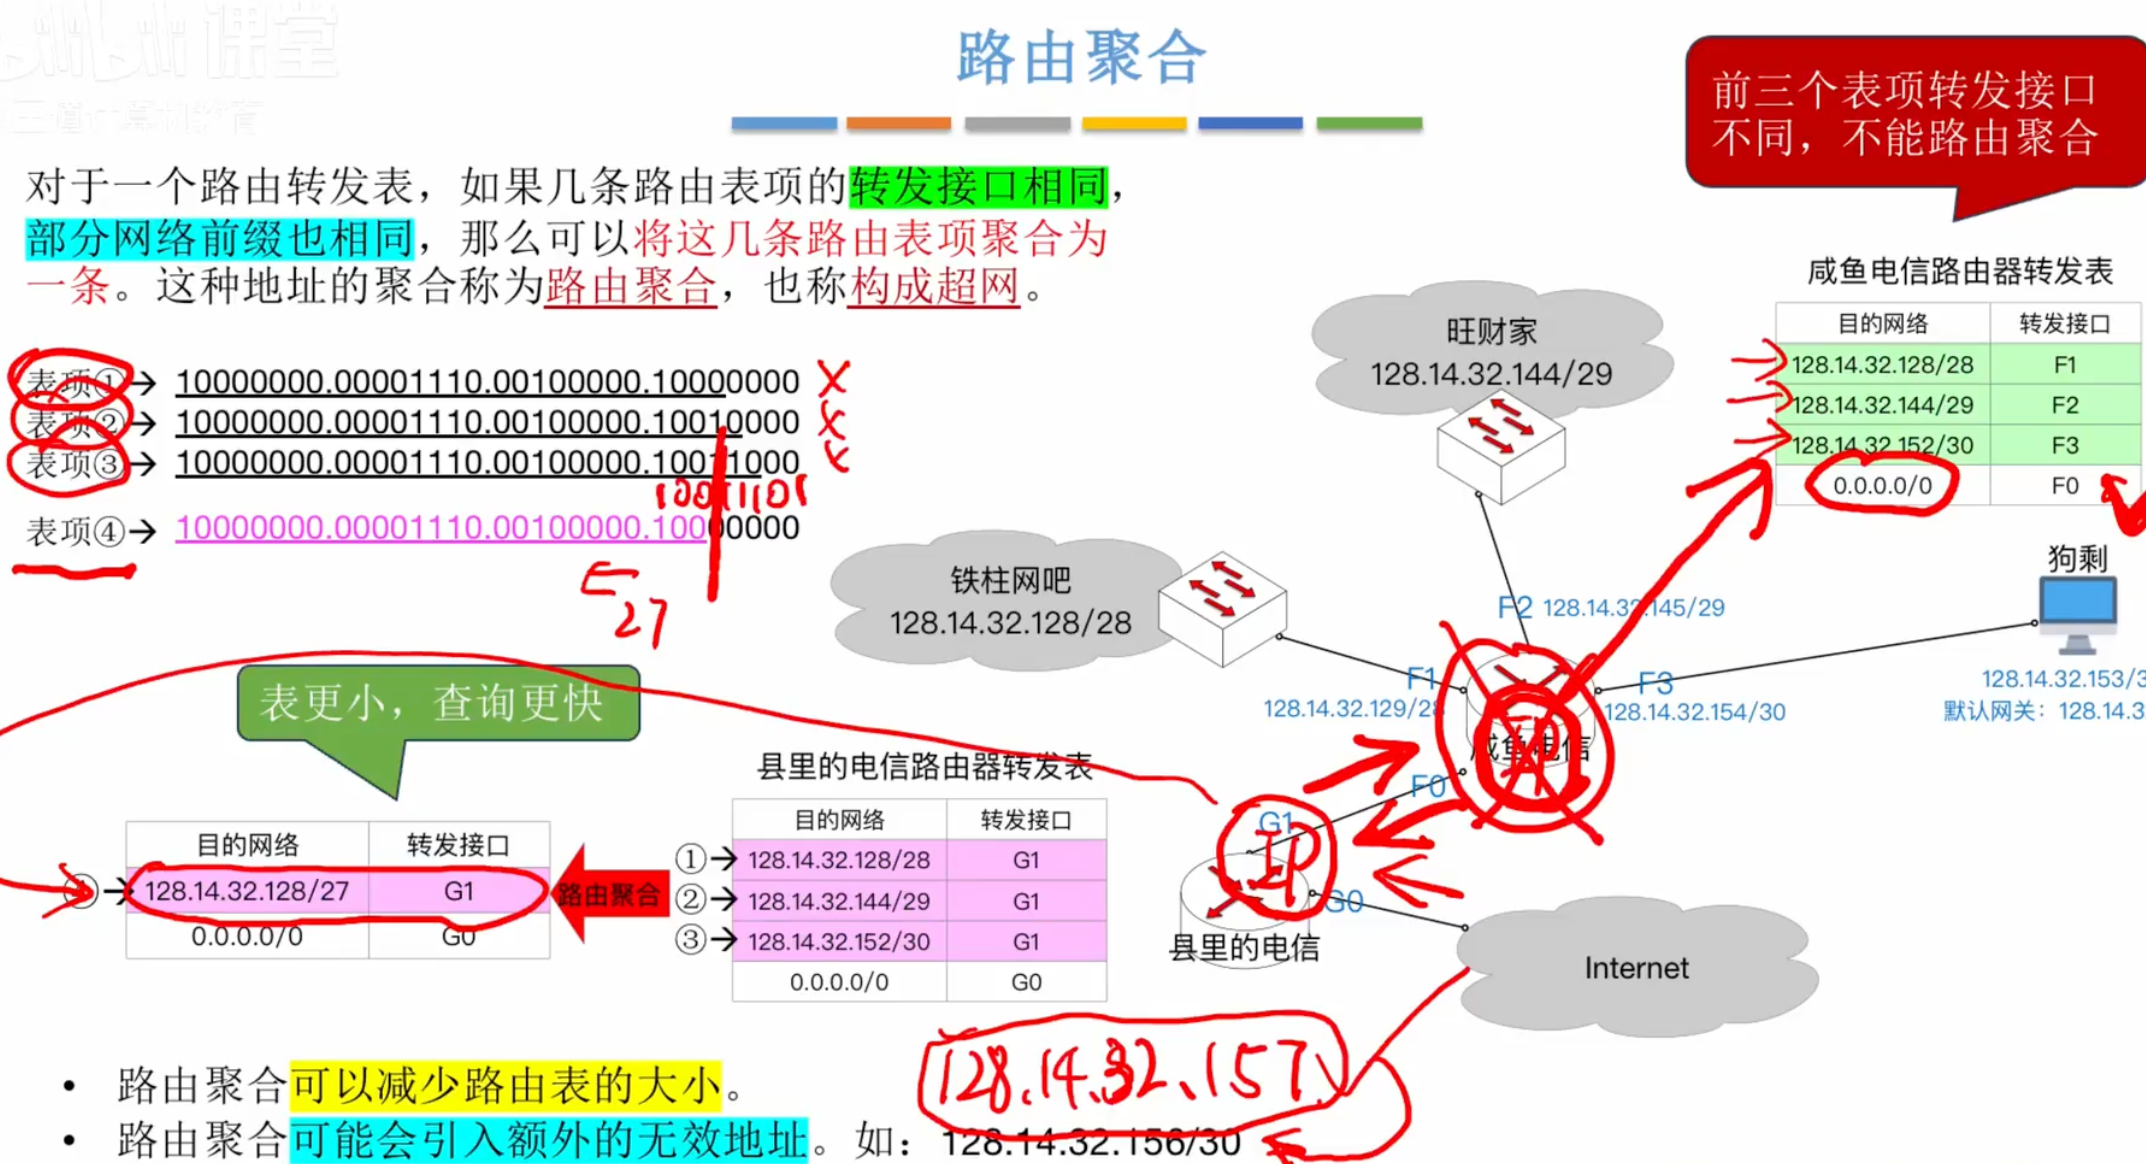 课堂
王道计算机教育
路由聚合
前三个表项转发接口
不同，不能路由聚合
对于一个路由转发表，如果几条路由表项的转发接口相同，
部分网络前缀也相同，那么可以将这几条路由表项聚合为
一条。这种地址的聚合称为路由聚合，也称构成超网。
咸鱼电信路由器转发表
目的网络 转发接口
128.14.32.128/28 F1
128.14.32.144/29 F2
128.14.32.152/30 F3
0.0.0.0/0 F0
旺财家
128.14.32.144/29
表项①→ 10000000.00001110.00100000.10000000
表项②→ 10000000.00001110.00100000.10010000
表项③→ 10000000.00001110.00100000.10011000
10011101
表项④→ 10000000.00001110.00100000.10000000
27
铁柱网吧
128.14.32.128/28
狗剩
F2 128.14.32.145/29
F1
128.14.32.129/28
F3
128.14.32.154/30
128.14.32.153/3
默认网关：128.14.3
咸鱼电信
IP
F0
表更小，查询更快
县里的电信路由器转发表
目的网络 转发接口
①→ 128.14.32.128/28 G1
②→ 128.14.32.144/29 G1
③→ 128.14.32.152/30 G1
0.0.0.0/0 G0
目的网络 转发接口
128.14.32.128/27 G1
0.0.0.0/0 G0
路由聚合
G1
IP
G0
县里的电信
Internet
128.14.32.157
• 路由聚合可以减少路由表的大小。
• 路由聚合可能会引入额外的无效地址。如：128.14.32.156/30